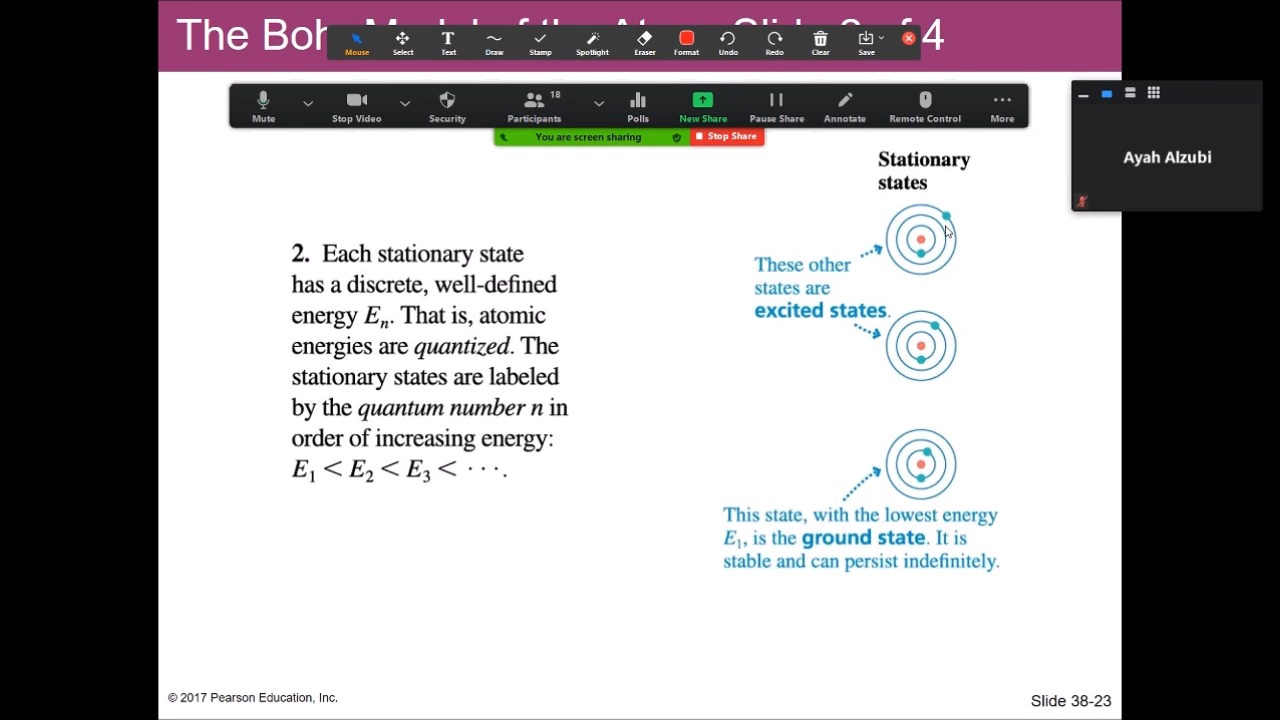 The Boh
4
Mouse Select Text Draw Stamp Spotlight Eraser Format Undo Redo Clear Save
Mute Stop Video Security Participants 18 Polls New Share Pause Share Annotate Remote Control More
You are screen sharing Stop Share
Ayah Alzubi
Stationary
states
2. Each stationary state
has a discrete, well-defined
energy Eₙ. That is, atomic
energies are quantized. The
stationary states are labeled
by the quantum number n in
order of increasing energy:
E₁ < E₂ < E₃ < · · ·.
These other
states are
excited states.
This state, with the lowest energy
E₁, is the ground state. It is
stable and can persist indefinitely.
© 2017 Pearson Education, Inc.
Slide 38-23